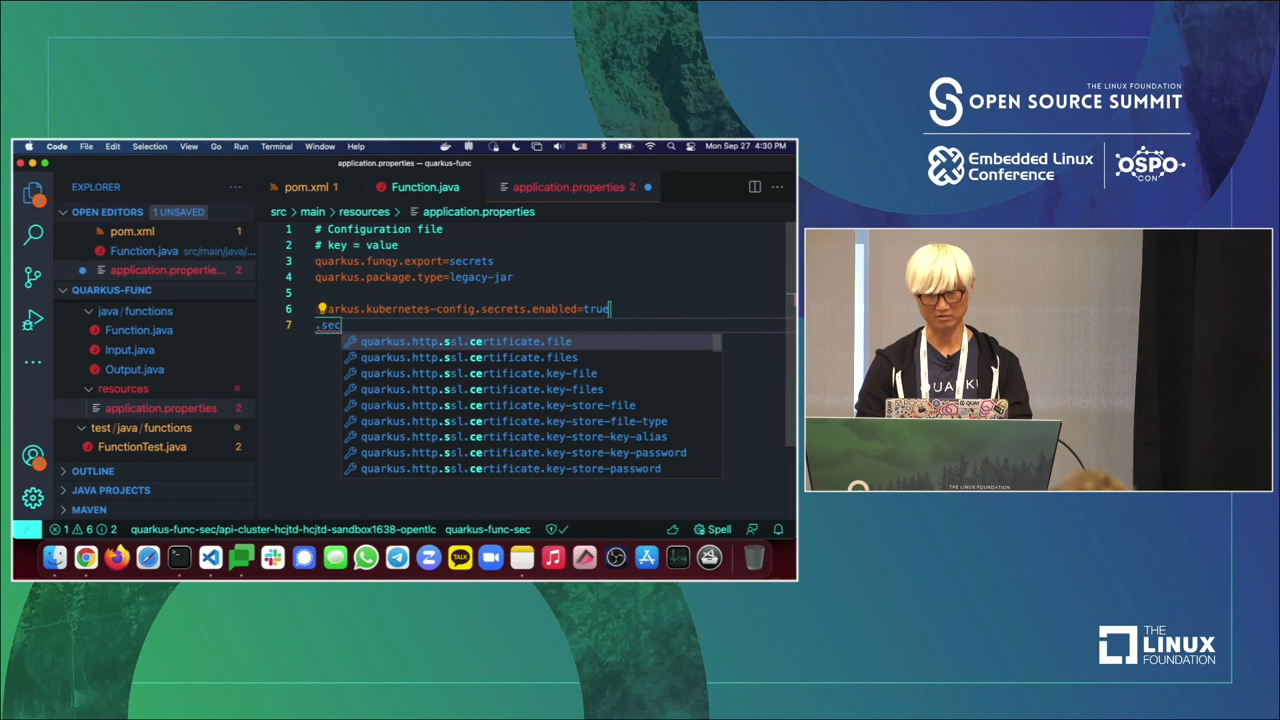 THE LINUX FOUNDATION
OPEN SOURCE SUMMIT
Embedded Linux
Conference
OSPO
CON
Code File Edit Selection View Go Run Terminal Window Help Mon Sep 27 4:30 PM
application.properties — quarkus-func
EXPLORER
pom.xml 1
Function.java
application.properties 2
OPEN EDITORS 1 UNSAVED
src > main > resources > application.properties
pom.xml 1
Function.java src/main/java/...
application.propertie... 2
QUARKUS-FUNC
java/functions
Function.java
Input.java
Output.java
resources
application.properties 2
test/java/functions
FunctionTest.java 2
OUTLINE
JAVA PROJECTS
MAVEN
1 # Configuration file
2 # key = value
3 quarkus.funqy.export=secrets
4 quarkus.package.type=legacy-jar
5
6 arkus.kubernetes-config.secrets.enabled=true
7 .sec
quarkus.http.ssl.certificate.file
quarkus.http.ssl.certificate.files
quarkus.http.ssl.certificate.key-file
quarkus.http.ssl.certificate.key-files
quarkus.http.ssl.certificate.key-store-file
quarkus.http.ssl.certificate.key-store-file-type
quarkus.http.ssl.certificate.key-store-key-alias
quarkus.http.ssl.certificate.key-store-key-password
quarkus.http.ssl.certificate.key-store-password
1 6 2 quarkus-func-sec/api-cluster-hcjtd-hcjtd-sandbox1638-opentlc quarkus-func-sec Spell
TALK
QUARKU
QUAY
THE LINUX FOUNDATION
THE
LINUX
FOUNDATION